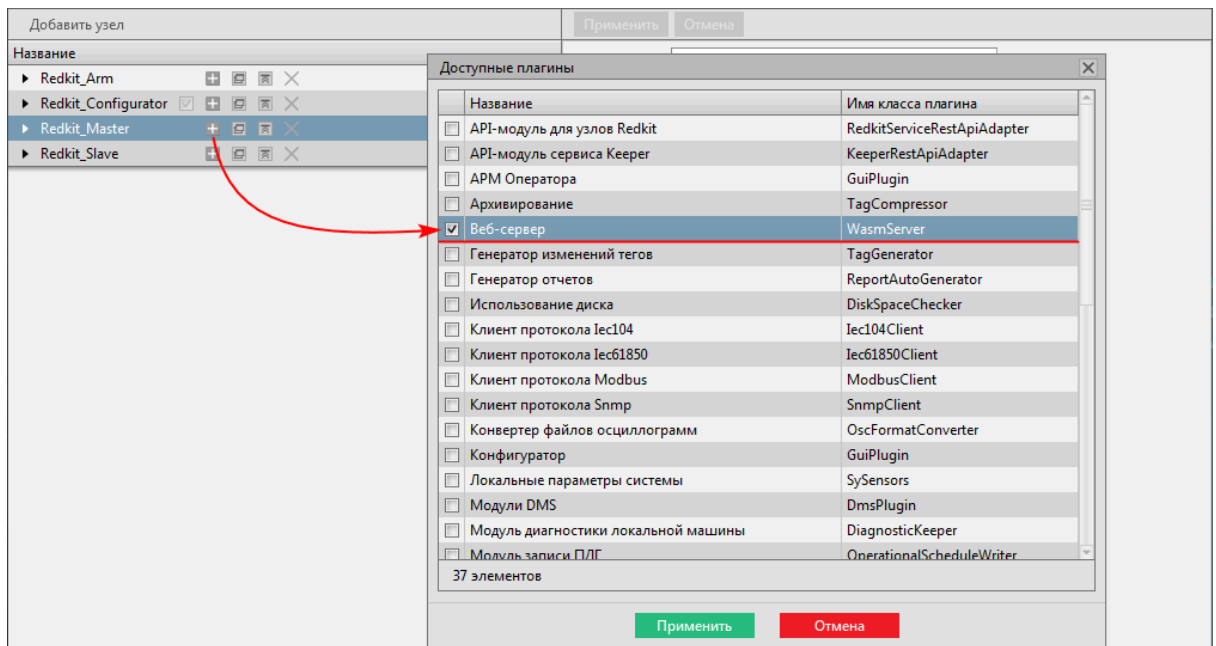 Добавить узел
Применить Отмена
Название
Redkit_Arm
Redkit_Configurator
Redkit_Master
Redkit_Slave
Доступные плагины
Название Имя класса плагина
API-модуль для узлов Redkit RedkitServiceRestApiAdapter
API-модуль сервиса Keeper KeeperRestApiAdapter
АРМ Оператора GuiPlugin
Архивирование TagCompressor
Веб-сервер WasmServer
Генератор изменений тегов TagGenerator
Генератор отчетов ReportAutoGenerator
Использование диска DiskSpaceChecker
Клиент протокола Iec104 Iec104Client
Клиент протокола Iec61850 Iec61850Client
Клиент протокола Modbus ModbusClient
Клиент протокола Snmp SnmpClient
Конвертер файлов осциллограмм OscFormatConverter
Конфигуратор GuiPlugin
Локальные параметры системы SySensors
Модули DMS DmsPlugin
Модуль диагностики локальной машины DiagnosticKeeper
Модуль записи ПДГ OperationalScheduleWriter
37 элементов
Применить Отмена